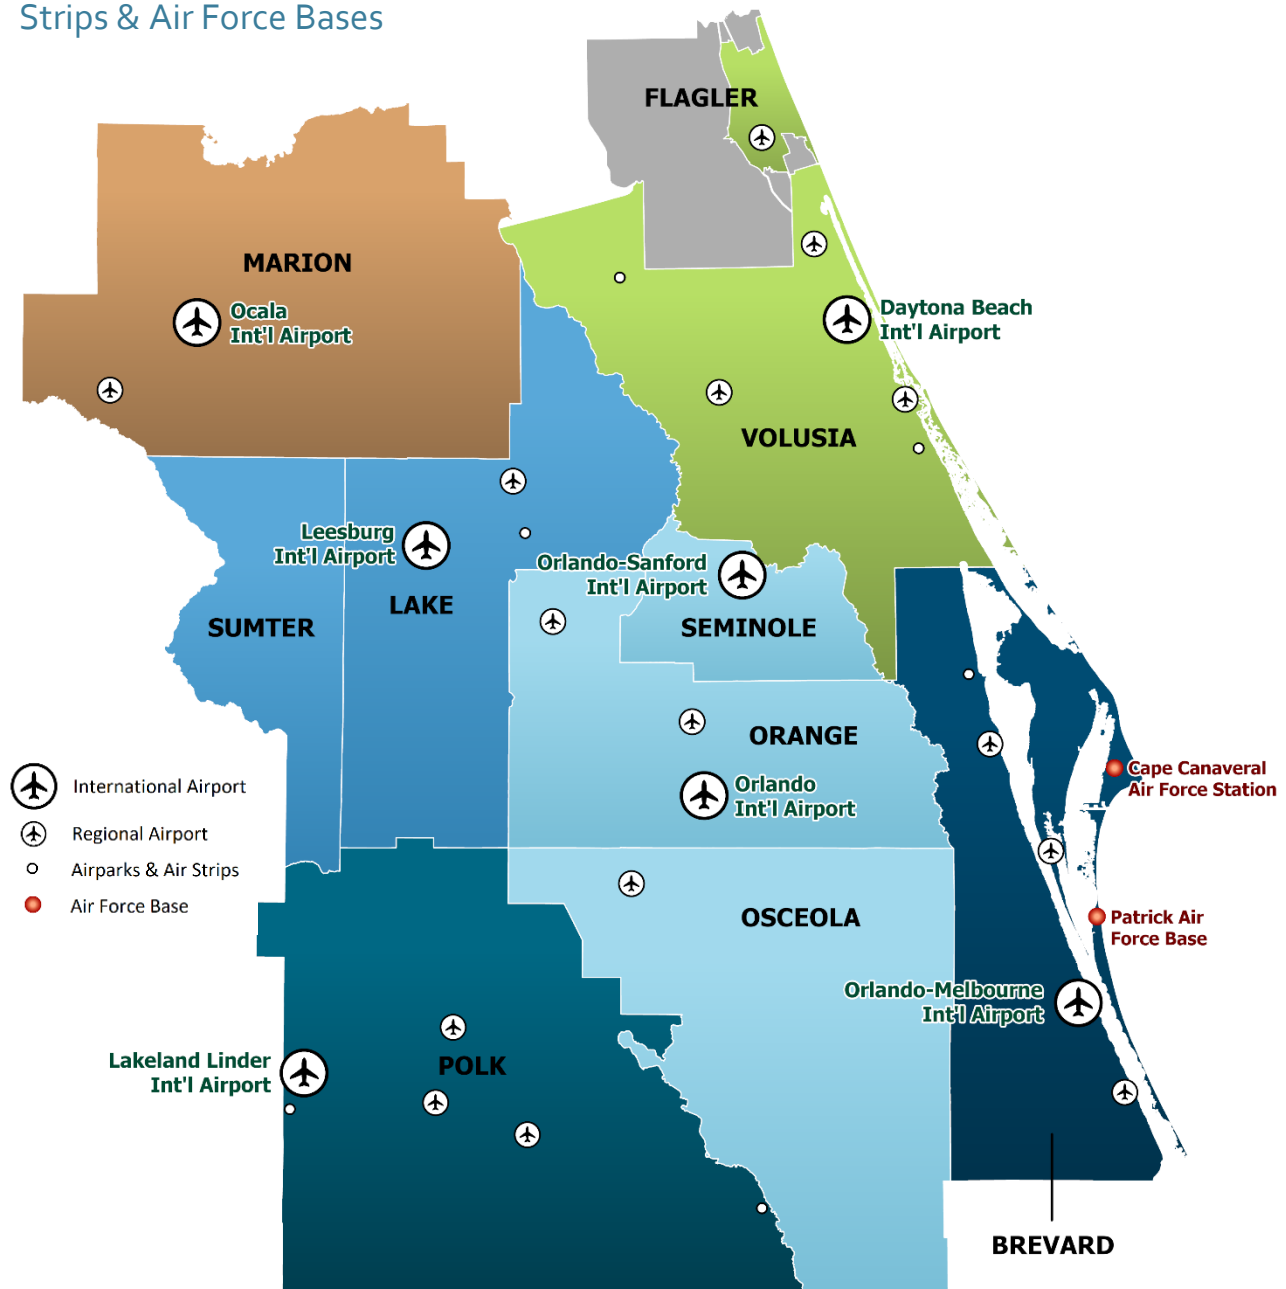 Strips & Air Force Bases
FLAGLER
MARION
Ocala
Int'l Airport
Daytona Beach
Int'l Airport
VOLUSIA
Leesburg
Int'l Airport
Orlando-Sanford
Int'l Airport
LAKE
SUMTER
SEMINOLE
ORANGE
Orlando
Int'l Airport
Cape Canaveral
Air Force Station
International Airport
Regional Airport
Airparks & Air Strips
Air Force Base
OSCEOLA
Patrick Air
Force Base
Orlando-Melbourne
Int'l Airport
Lakeland Linder
Int'l Airport
POLK
BREVARD